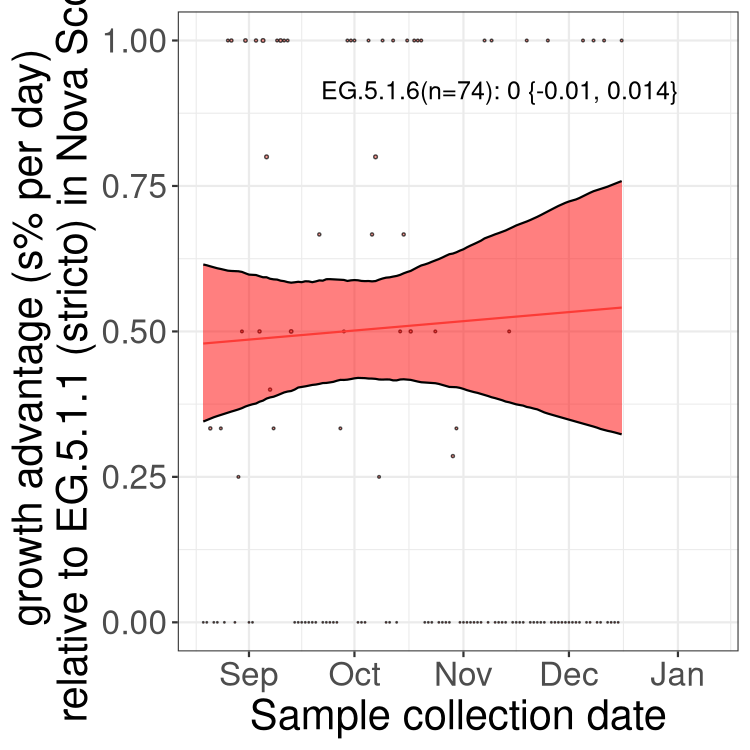 growth advantage (s% per day)
relative to EG.5.1.1 (stricto) in Nova Sco
1.00
0.75
0.50
0.25
0.00
EG.5.1.6(n=74): 0 {-0.01, 0.014}
Sep Oct Nov Dec Jan
Sample collection date